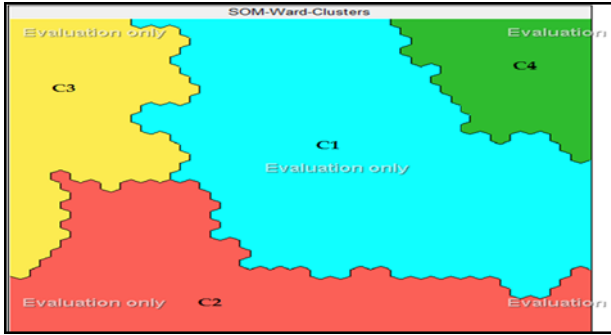 SOM-Ward-Clusters
Evaluation only
Evaluation
C3
C4
C1
Evaluation only
Evaluation only
C2
Evaluation